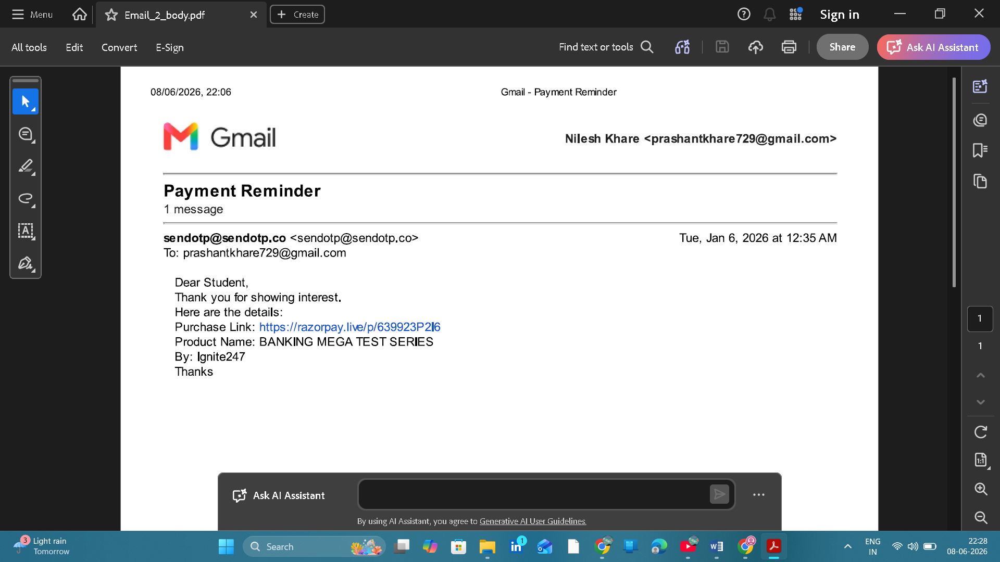 Menu
Email_2_body.pdf
Create
Sign in
All tools
Edit
Convert
E-Sign
Find text or tools
Share
Ask AI Assistant
08/06/2026, 22:06
Gmail - Payment Reminder
Gmail
Nilesh Khare <prashantkhare729@gmail.com>
Payment Reminder
1 message
sendotp@sendotp.co <sendotp@sendotp.co>
Tue, Jan 6, 2026 at 12:35 AM
To: prashantkhare729@gmail.com
Dear Student,
Thank you for showing interest.
Here are the details:
Purchase Link: https://razorpay.live/p/639923P2I6
Product Name: BANKING MEGA TEST SERIES
By: Ignite247
Thanks
1
1
1:1
Ask AI Assistant
By using AI Assistant, you agree to Generative AI User Guidelines.
3
Light rain
Tomorrow
Search
in
1
ENG
IN
22:28
08-06-2026